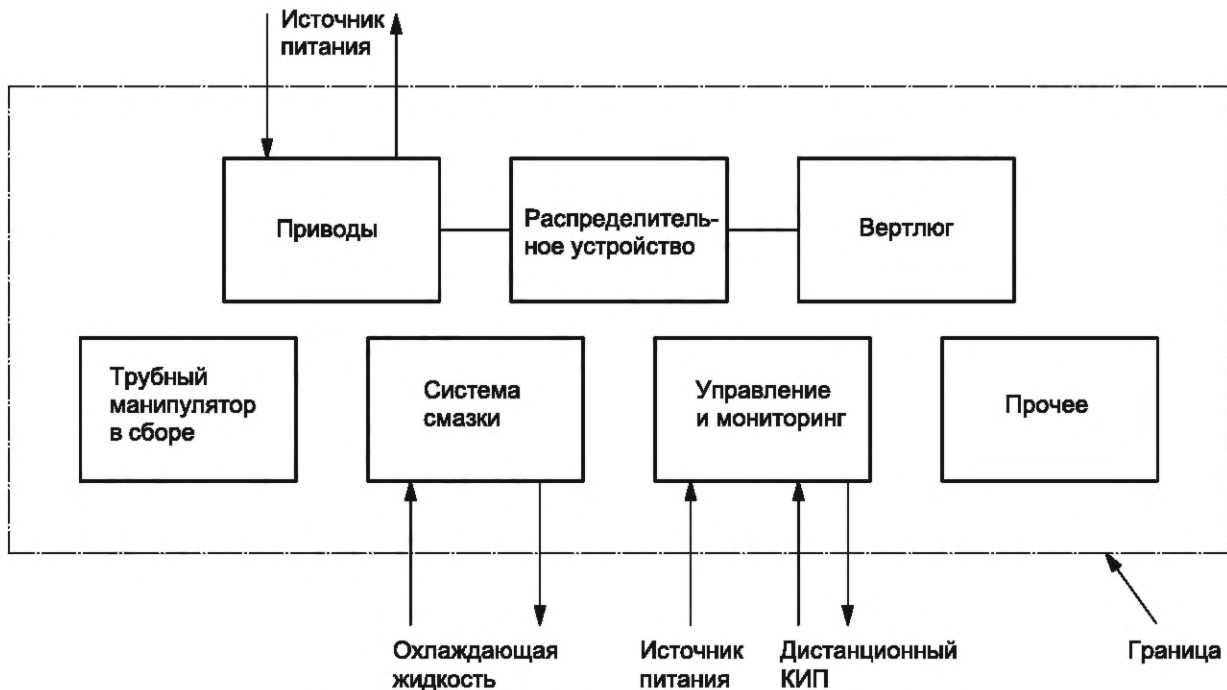 Источник
питания
Приводы
Распределитель-
ное устройство
Вертлюг
Трубный
манипулятор
в сборе
Система
смазки
Управление
и мониторинг
Прочее
Охлаждающая
жидкость
Источник
питания
Дистанционный
КИП
Граница